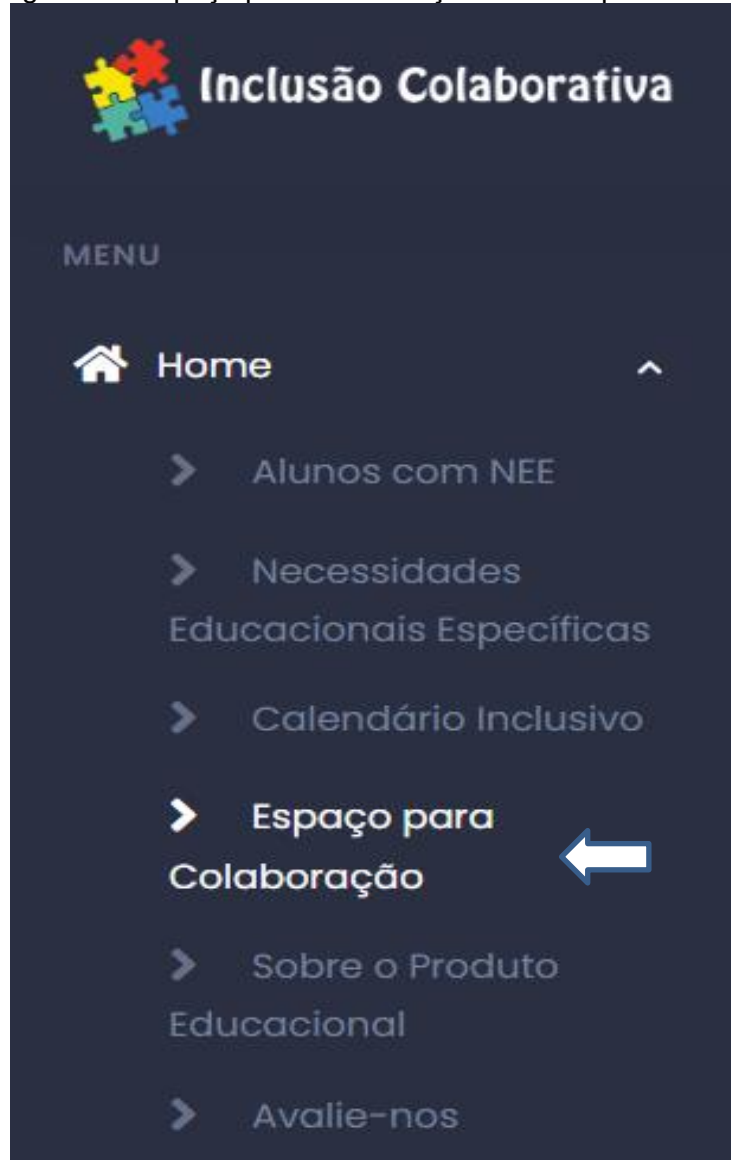 Inclusão Colaborativa
MENU
Home
Alunos com NEE
Necessidades
Educacionais Específicas
Calendário Inclusivo
Espaço para
Colaboração
Sobre o Produto
Educacional
Avalie-nos